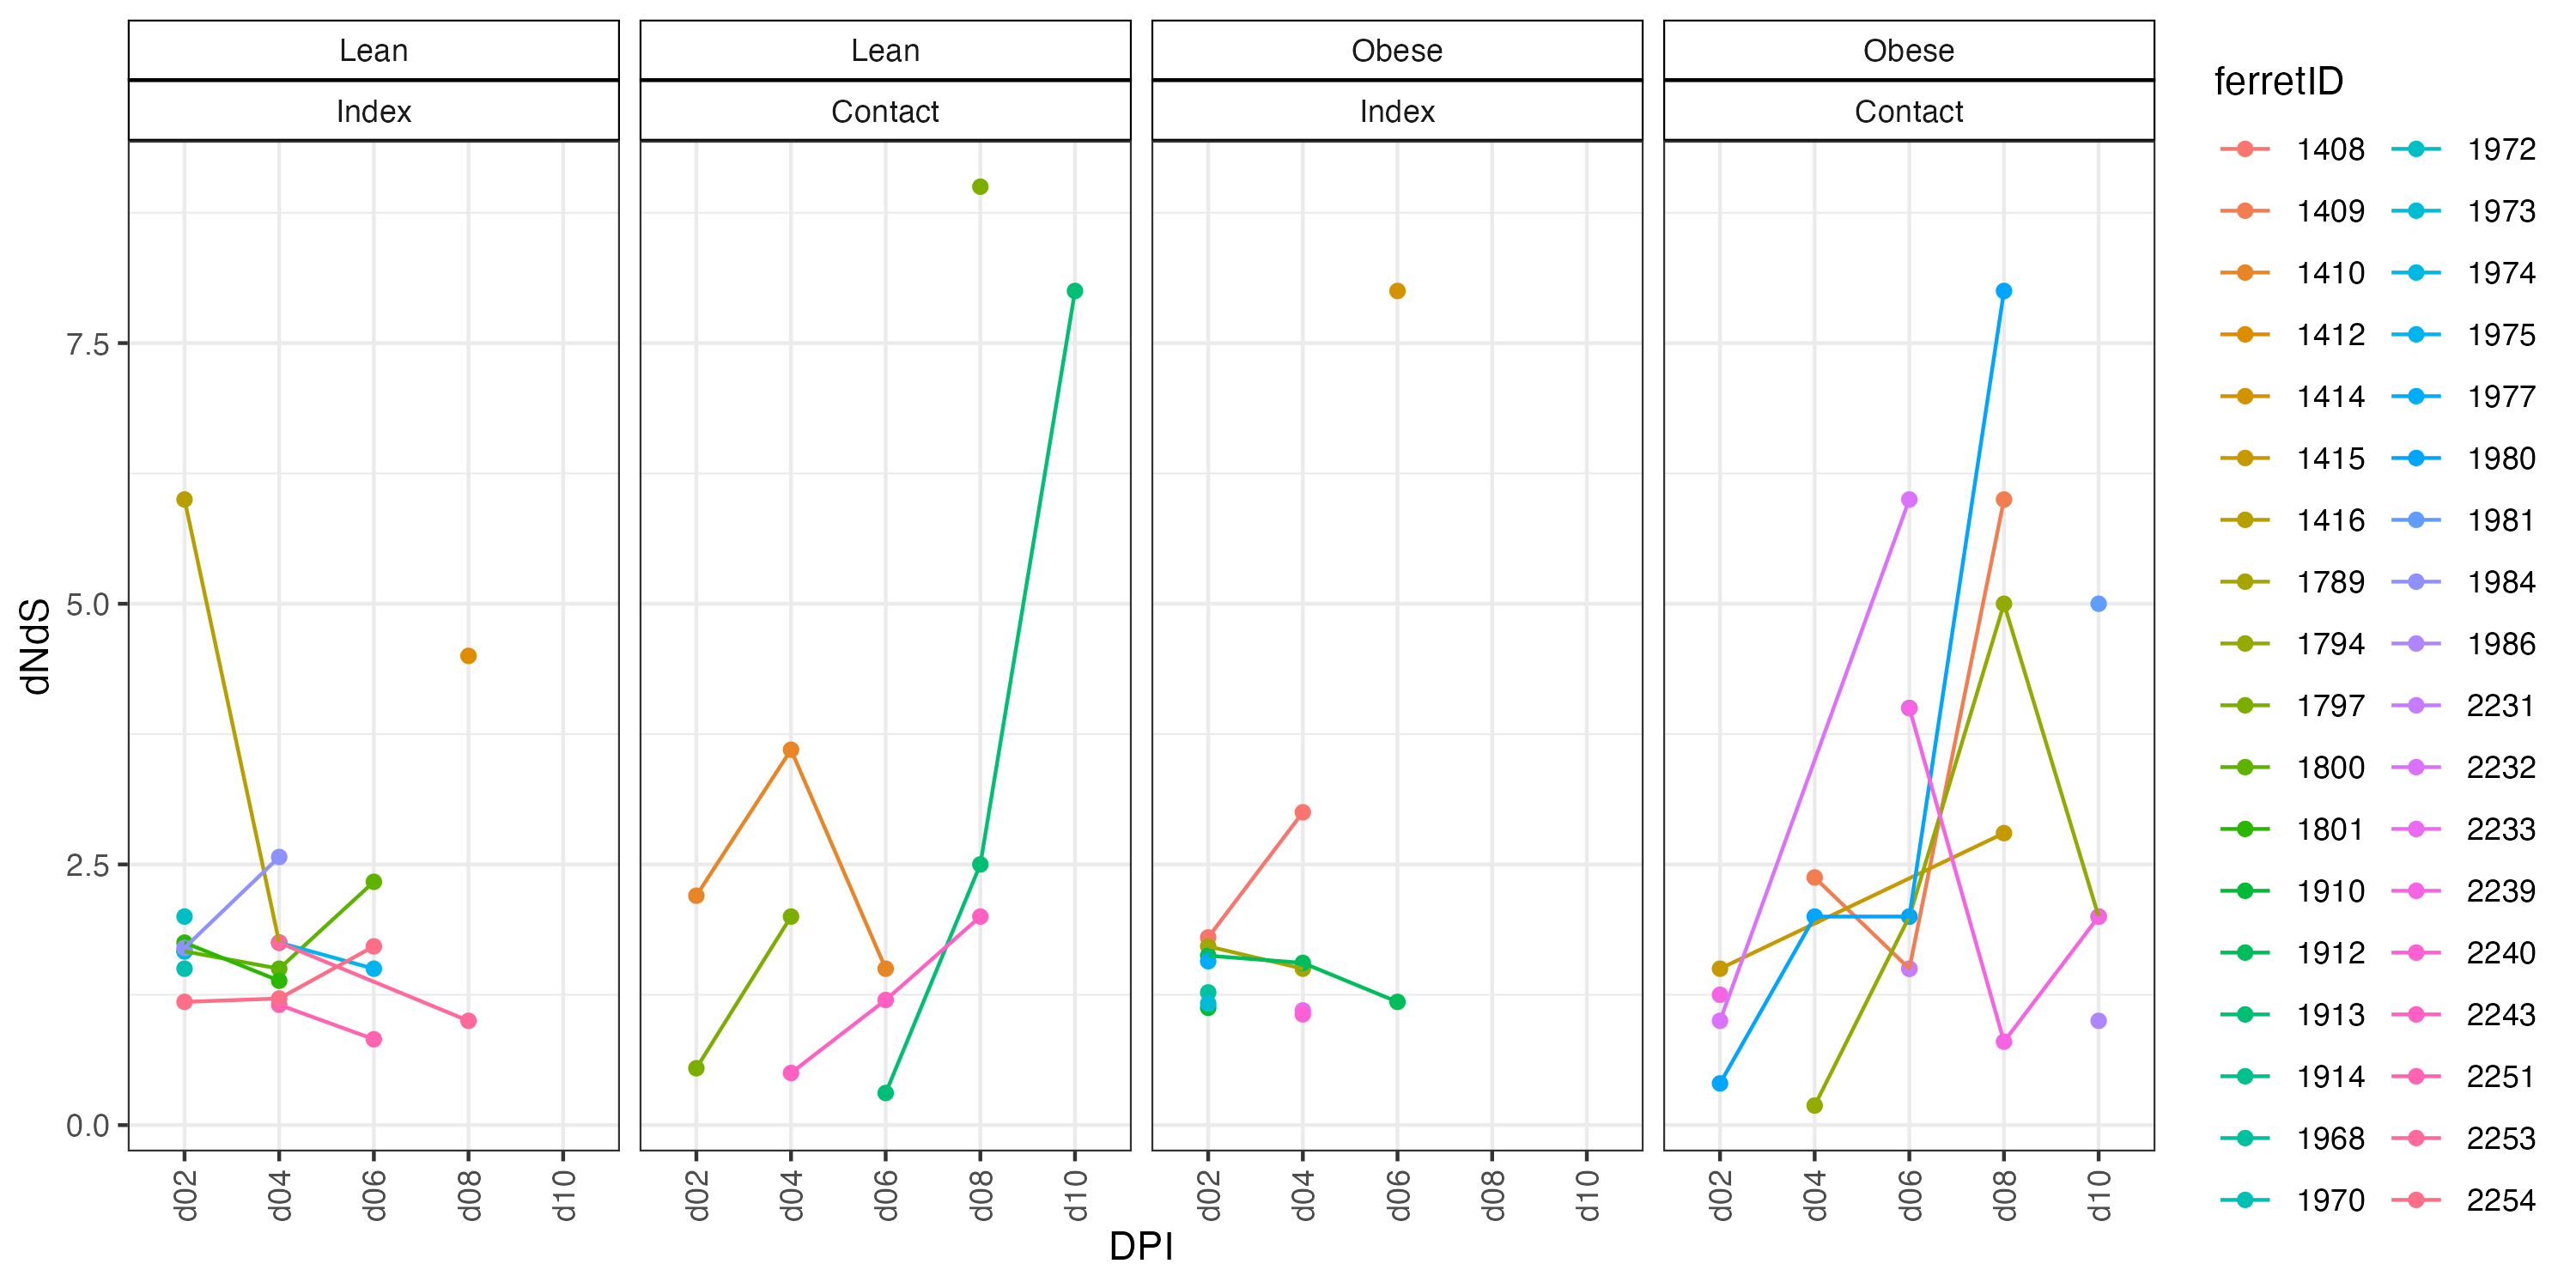 Lean
Lean
Obese
Obese
Index
Contact
Index
Contact
dNdS
7.5
5.0
2.5
0.0
d02
d04
d06
d08
d10
d02
d04
d06
d08
d10
d02
d04
d06
d08
d10
d02
d04
d06
d08
d10
DPI
ferretID
1408
1409
1410
1412
1414
1415
1416
1789
1794
1797
1800
1801
1910
1912
1913
1914
1968
1970
1972
1973
1974
1975
1977
1980
1981
1984
1986
2231
2232
2233
2239
2240
2243
2251
2253
2254